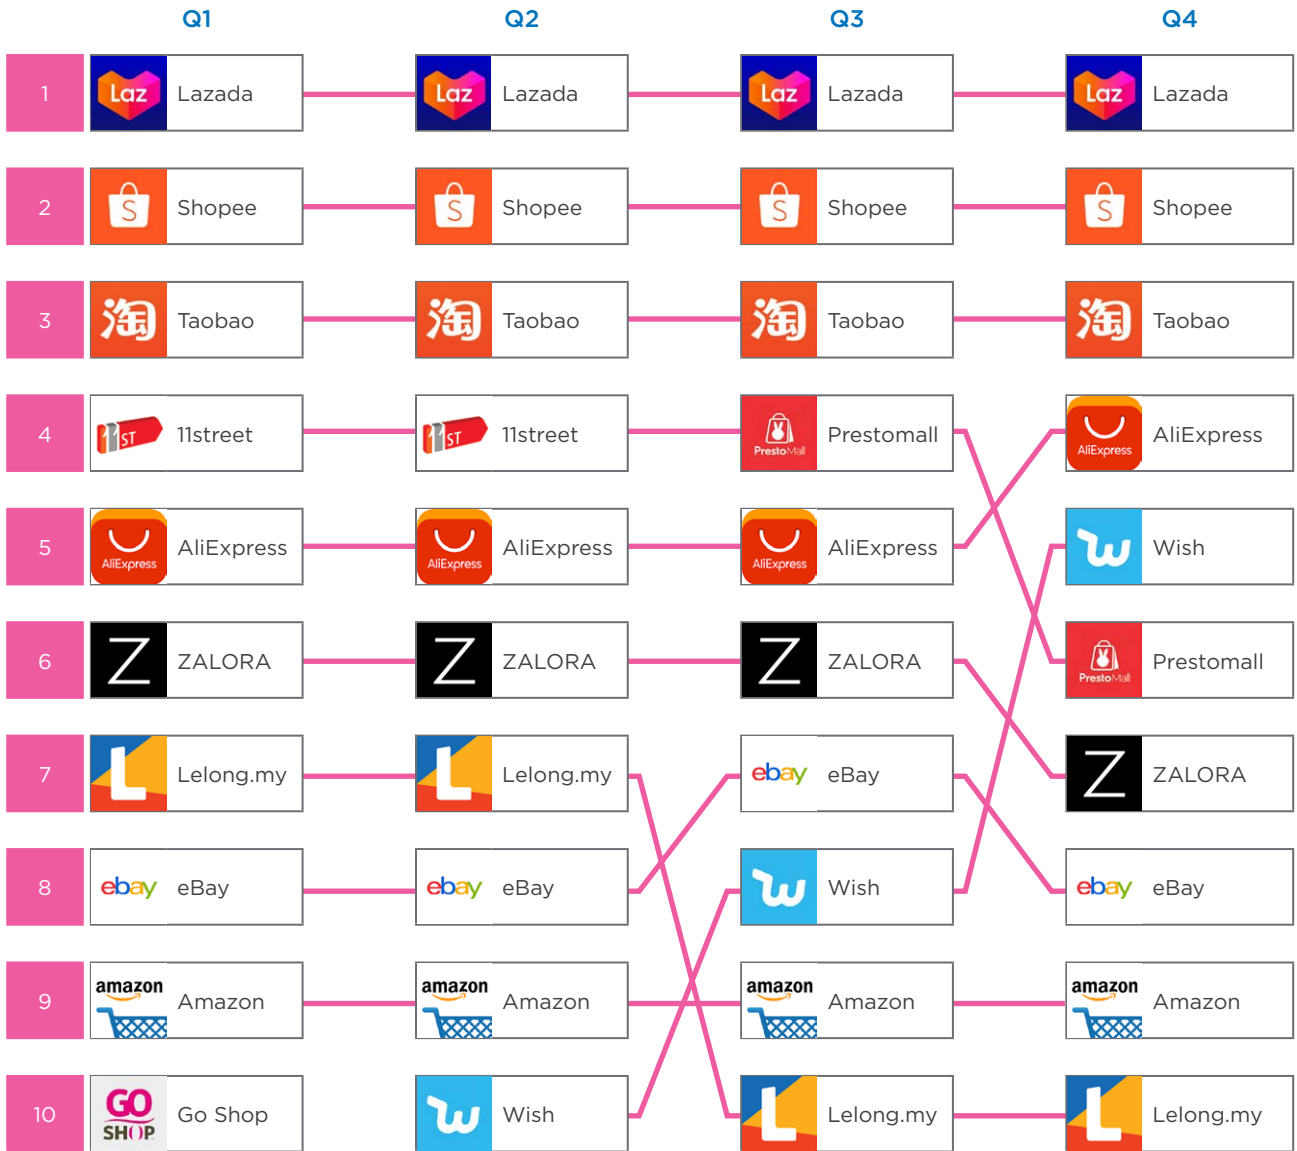 Q1 Q2 Q3 Q4
1 Laz Lazada Laz Lazada Laz Lazada Laz Lazada
2 S Shopee S Shopee S Shopee S Shopee
3 淘 Taobao 淘 Taobao 淘 Taobao 淘 Taobao
4 11ST 11street 11ST 11street PrestoMall Prestomall AliExpress AliExpress
5 AliExpress AliExpress AliExpress AliExpress AliExpress AliExpress w Wish
6 Z ZALORA Z ZALORA Z ZALORA PrestoMall Prestomall
7 L Lelong.my L Lelong.my ebay eBay Z ZALORA
8 ebay eBay ebay eBay w Wish ebay eBay
9 amazon Amazon amazon Amazon amazon Amazon amazon Amazon
10 GO SHOP Go Shop w Wish L Lelong.my L Lelong.my